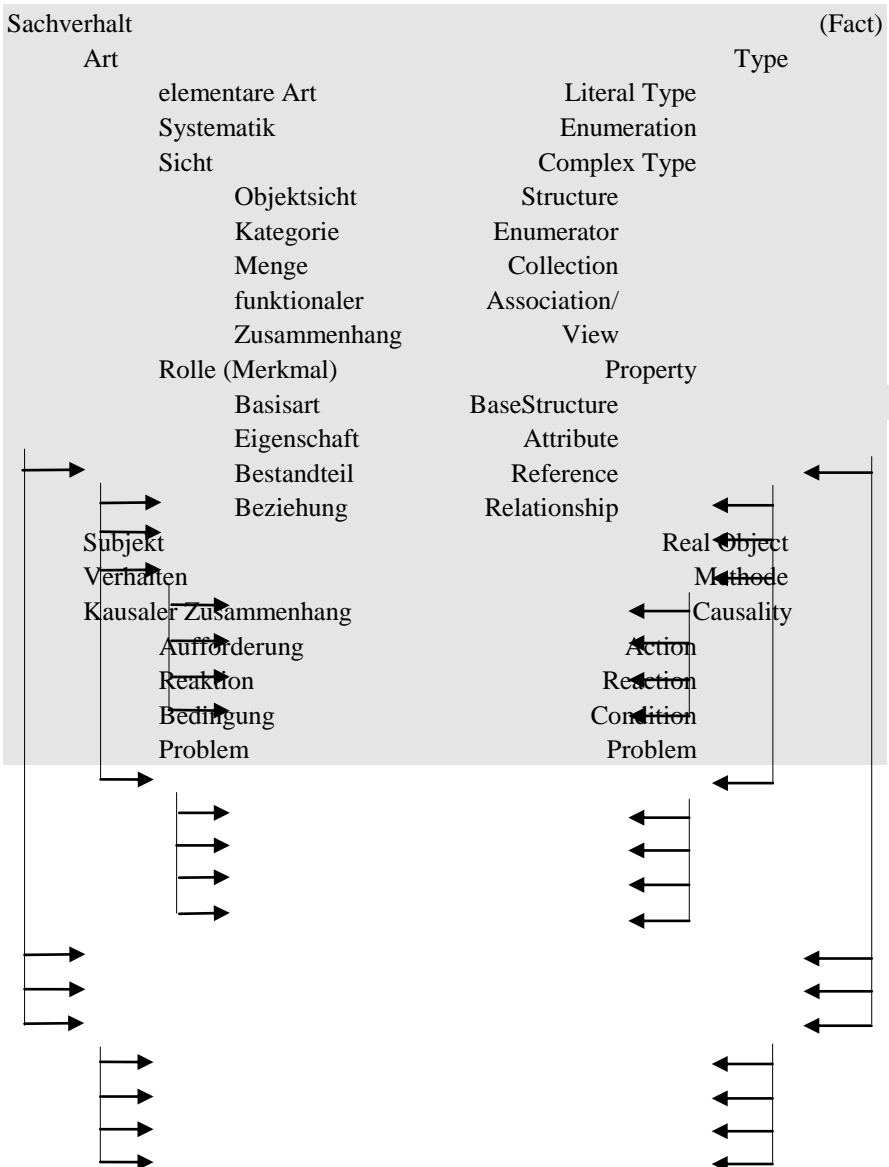 Sachverhalt (Fact)
Art Type
elementare Art Literal Type
Systematik Enumeration
Sicht Complex Type
Objektsicht Structure
Kategorie Enumerator
Menge Collection
funktionaler Association/
Zusammenhang View
Rolle (Merkmal) Property
Basisart BaseStructure
Eigenschaft Attribute
Bestandteil Reference
Beziehung Relationship
Subjekt Real Object
Verhalten Methode
Kausaler Zusammenhang Causality
Aufforderung Action
Reaktion Reaction
Bedingung Condition
Problem Problem